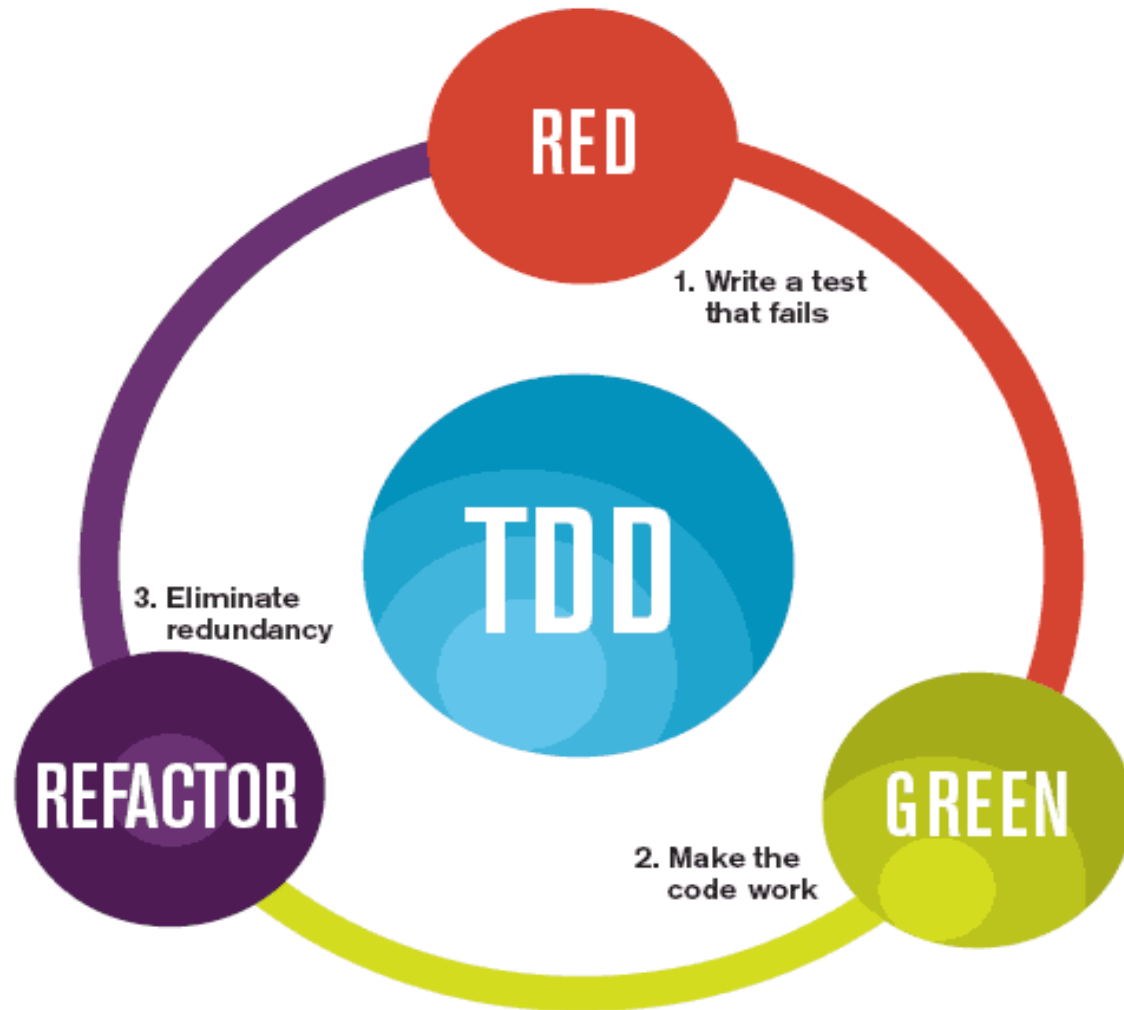 RED
1. Write a test
that fails
TDD
3. Eliminate
redundancy
REFACTOR
GREEN
2. Make the
code work